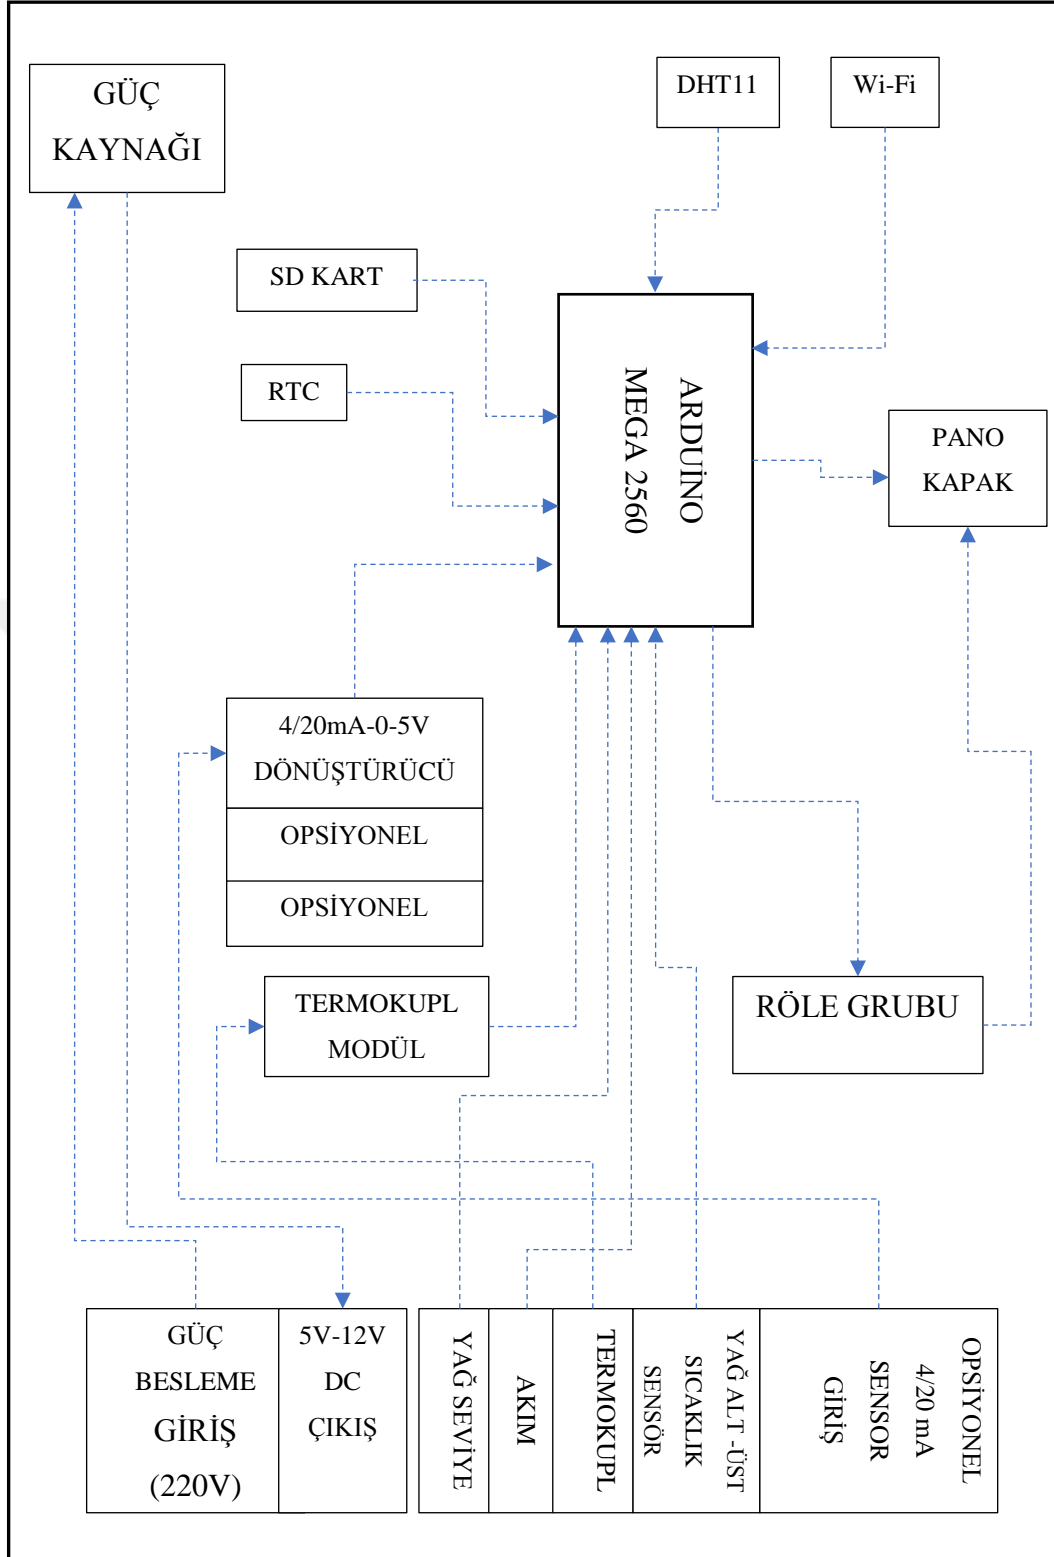 GÜÇ
KAYNAĞI
DHT11
Wi-Fi
SD KART
RTC
ARDUİNO
MEGA 2560
PANO
KAPAK
4/20mA-0-5V
DÖNÜŞTÜRÜCÜ
OPSİYONEL
OPSİYONEL
TERMOKUPL
MODÜL
RÖLE GRUBU
GÜÇ
BESLEME
GİRİŞ
(220V)
5V-12V
DC
ÇIKIŞ
YAĞ SEVİYE
AKIM
TERMOKUPL
YAĞ ALT -ÜST
SICAKLIK
SENSÖR
OPSİYONEL
4/20 mA
SENSOR
GİRİŞ